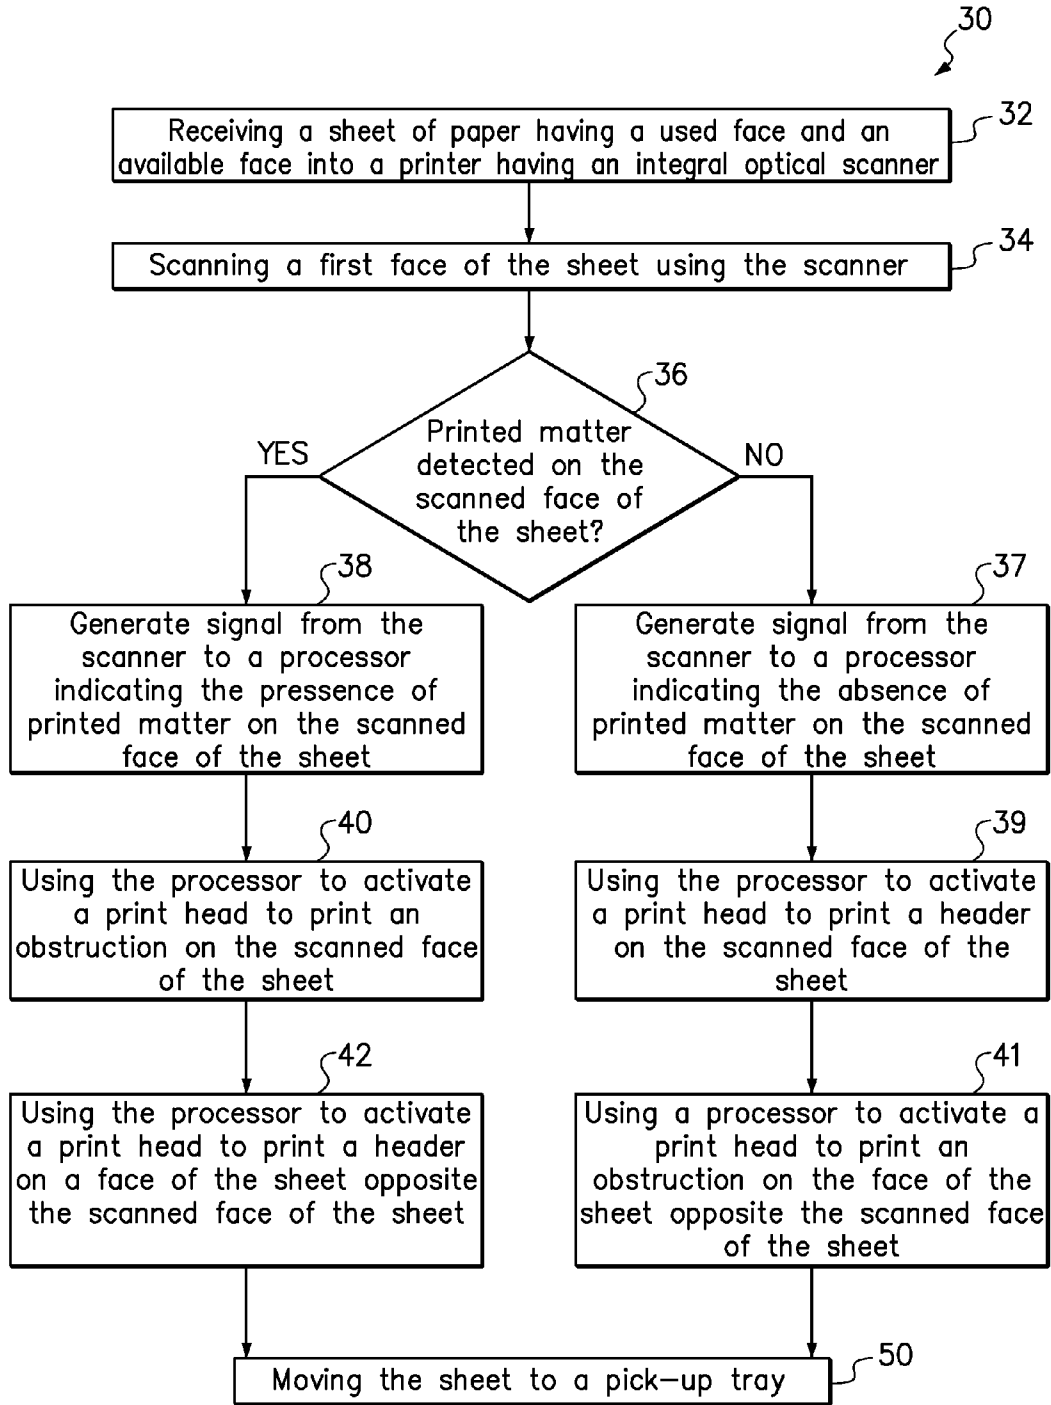 30
Receiving a sheet of paper having a used face and an
available face into a printer having an integral optical scanner
32
Scanning a first face of the sheet using the scanner
34
36
Printed matter
detected on the
scanned face of
the sheet?
YES
NO
38
Generate signal from the
scanner to a processor
indicating the pressence of
printed matter on the scanned
face of the sheet
37
Generate signal from the
scanner to a processor
indicating the absence of
printed matter on the scanned
face of the sheet
40
Using the processor to activate
a print head to print an
obstruction on the scanned face
of the sheet
39
Using the processor to activate
a print head to print a header
on the scanned face of the
sheet
42
Using the processor to activate
a print head to print a header
on a face of the sheet opposite
the scanned face of the sheet
41
Using a processor to activate a
print head to print an
obstruction on the face of the
sheet opposite the scanned face
of the sheet
50
Moving the sheet to a pick-up tray